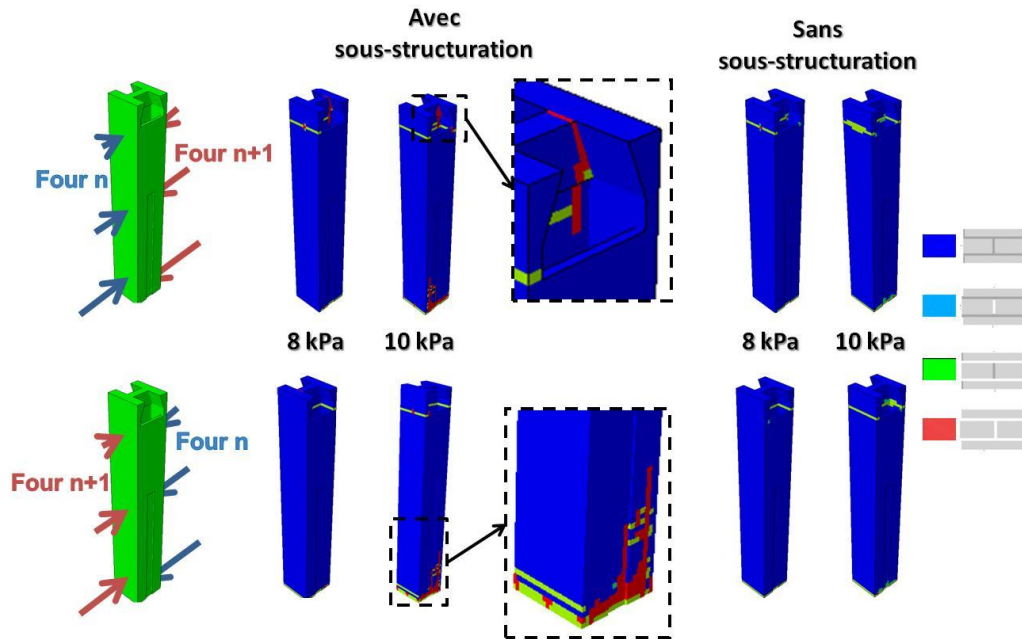 Avec
sous-structuration
Sans
sous-structuration
Four n
Four n+1
8 kPa
10 kPa
8 kPa
10 kPa
Four n
Four n+1